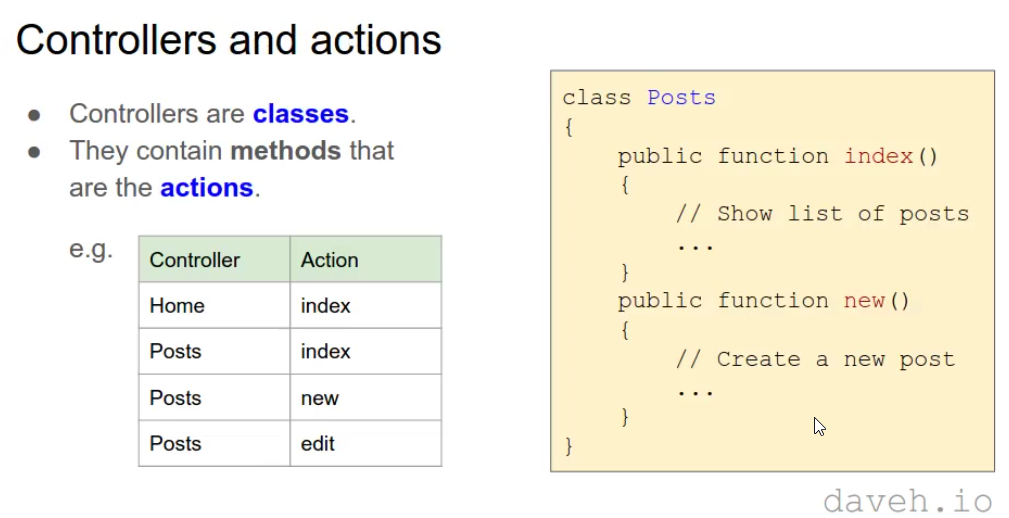 Controllers and actions
● Controllers are classes.
● They contain methods that
are the actions.
e.g.
Controller Action
Home index
Posts index
Posts new
Posts edit
class Posts
{
    public function index()
    {
        // Show list of posts
        ...
    }
    public function new()
    {
        // Create a new post
        ...
    }
}
daveh.io